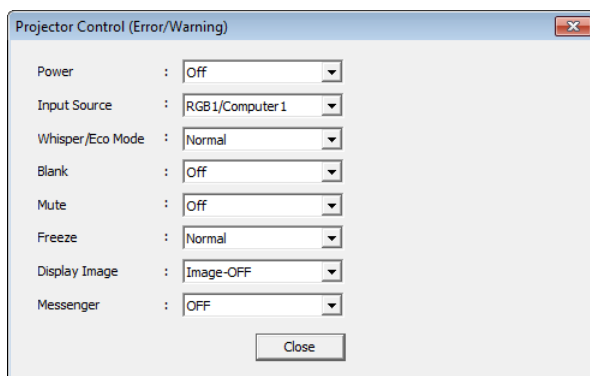 Projector Control (Error/Warning)
Power : Off
Input Source : RGB1/Computer1
Whisper/Eco Mode : Normal
Blank : Off
Mute : Off
Freeze : Normal
Display Image : Image-OFF
Messenger : OFF
Close